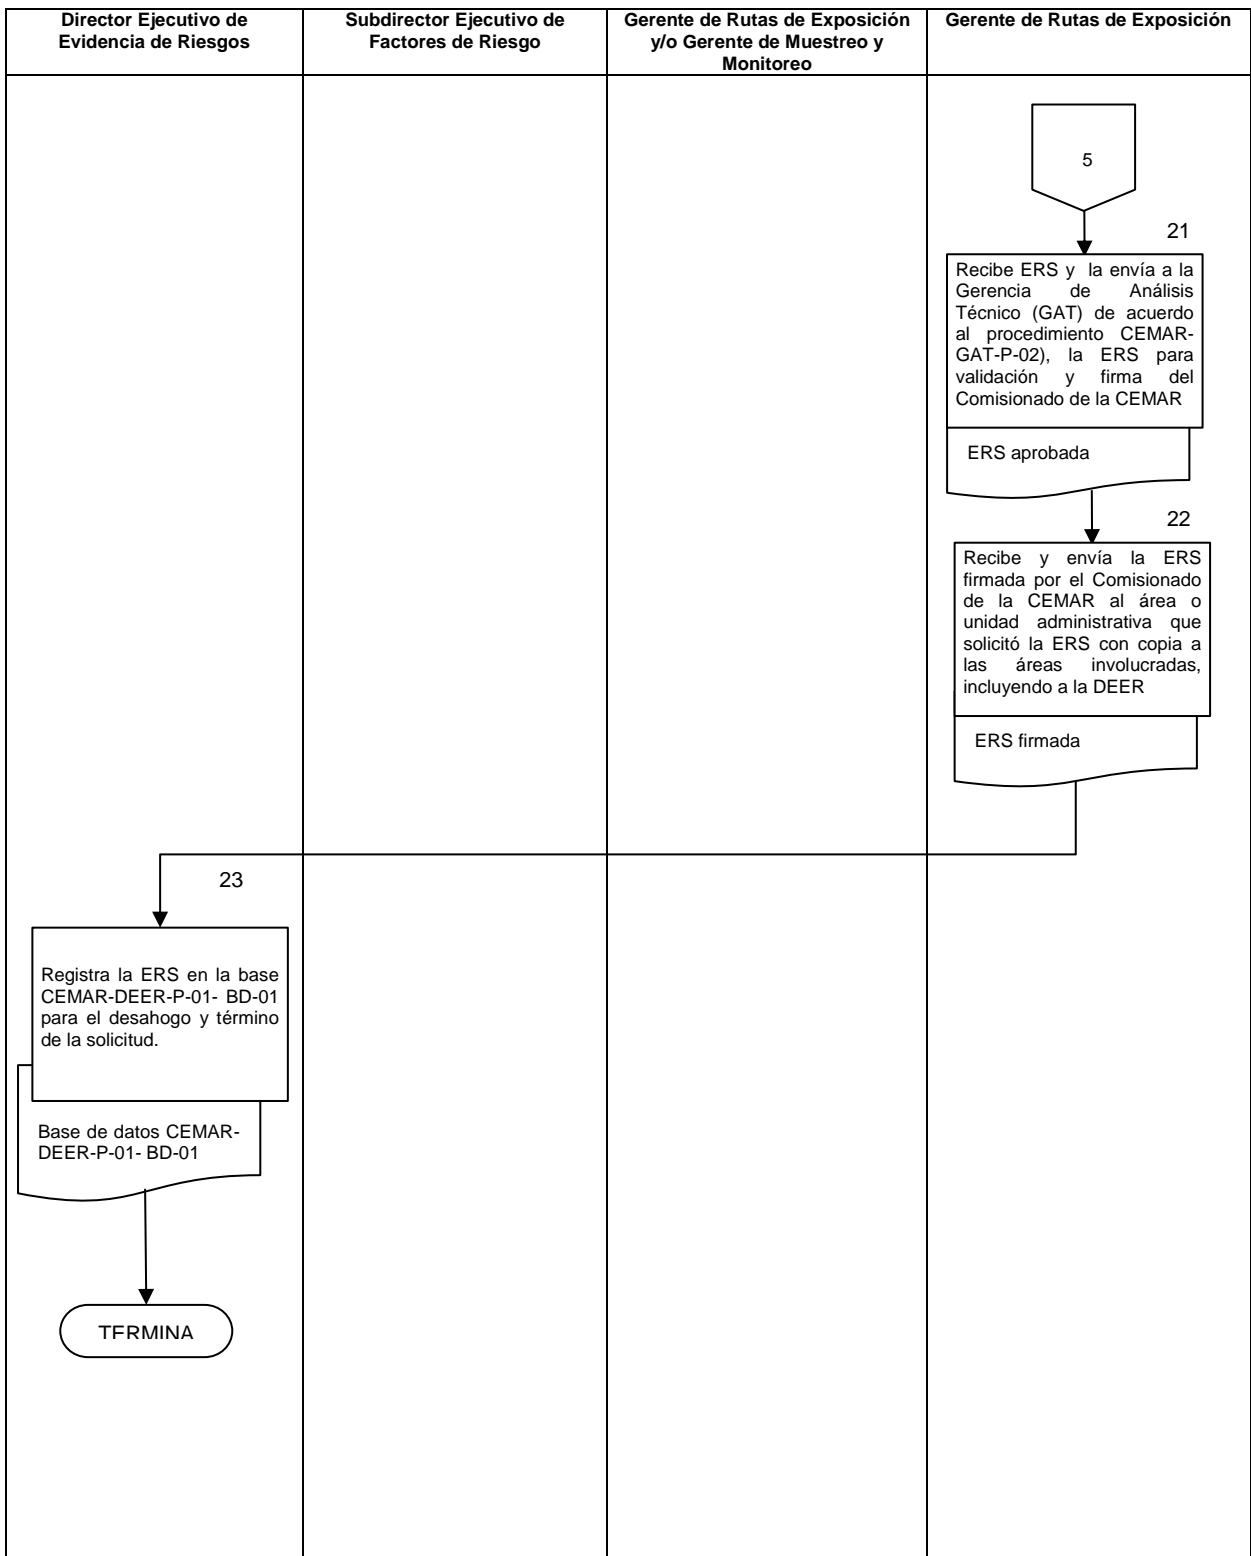 Director Ejecutivo de
Evidencia de Riesgos
Subdirector Ejecutivo de
Factores de Riesgo
Gerente de Rutas de Exposición
y/o Gerente de Muestreo y
Monitoreo
Gerente de Rutas de Exposición
5
21
Recibe ERS y la envía a la
Gerencia de Análisis
Técnico (GAT) de acuerdo
al procedimiento CEMAR-
GAT-P-02), la ERS para
validación y firma del
Comisionado de la CEMAR
ERS aprobada
22
Recibe y envía la ERS
firmada por el Comisionado
de la CEMAR al área o
unidad administrativa que
solicitó la ERS con copia a
las áreas involucradas,
incluyendo a la DEER
ERS firmada
23
Registra la ERS en la base
CEMAR-DEER-P-01- BD-01
para el desahogo y término
de la solicitud.
Base de datos CEMAR-
DEER-P-01- BD-01
TERMINA